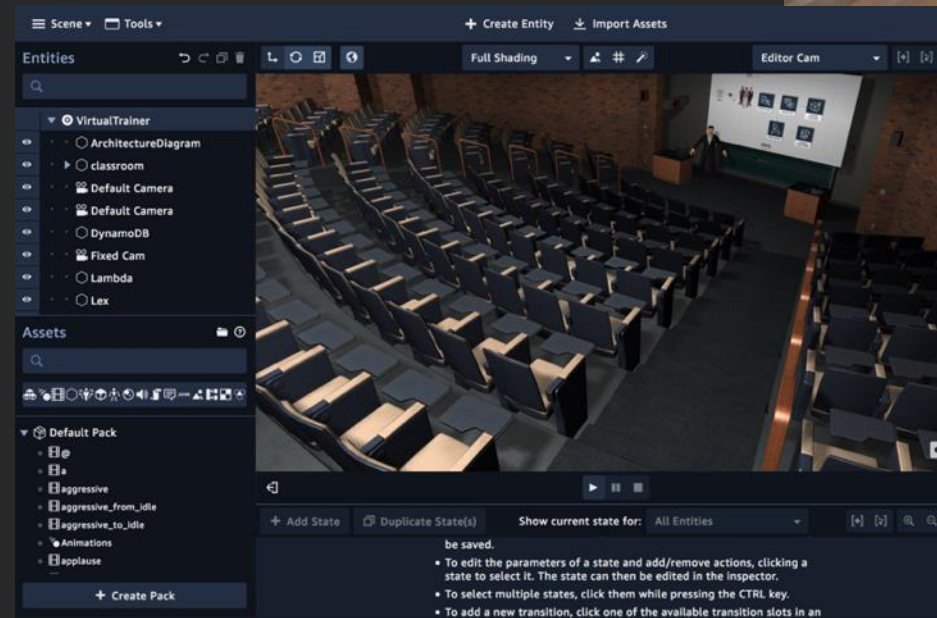 Scene Tools
+ Create Entity Import Assets
Entities
Full Shading Editor Cam
VirtualTrainer
ArchitectureDiagram
classroom
Default Camera
Default Camera
DynamoDB
Fixed Cam
Lambda
Lex
Assets
Default Pack
@
a
aggressive
aggressive_from_idle
aggressive_to_idle
Animations
applause
+ Create Pack
+ Add State Duplicate State(s) Show current state for: All Entities
be saved.
• To edit the parameters of a state and add/remove actions, clicking a
state to select it. The state can then be edited in the inspector.
• To select multiple states, click them while pressing the CTRL key.
• To add a new transition, click one of the available transition slots in an